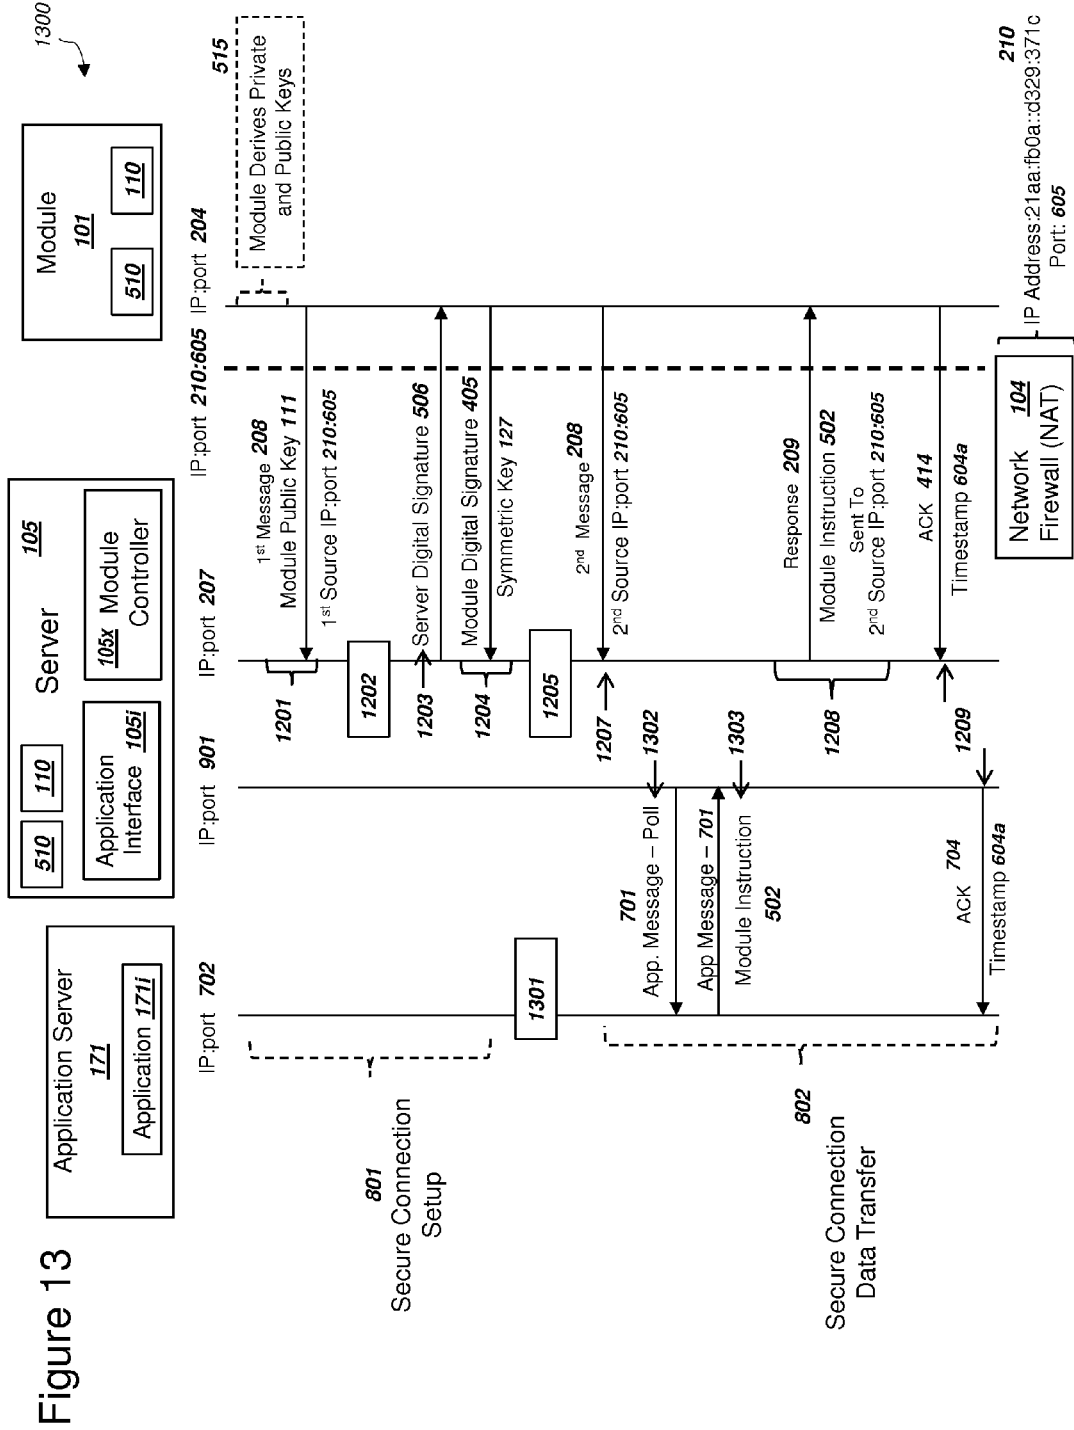 Figure 13
1300
Application Server
171
Application 171i
Server
105
510
110
Application
Interface 105i
105x Module
Controller
Module
101
510
110
IP:port 702
IP:port 901
IP:port 207
IP:port 210:605
IP:port 204
515
Module Derives Private
and Public Keys
801
Secure Connection
Setup
1201
1st Message 208
Module Public Key 111
1st Source IP:port 210:605
1202
1203
Server Digital Signature 506
1204
Module Digital Signature 405
Symmetric Key 127
1301
1205
802
Secure Connection
Data Transfer
1207
2nd Message 208
2nd Source IP:port 210:605
1302
701
App. Message – Poll
App Message – 701
1303
Module Instruction
502
1208
Response 209
Module Instruction 502
Sent To
2nd Source IP:port 210:605
1209
ACK 414
Timestamp 604a
ACK 704
Timestamp 604a
Network 104
Firewall (NAT)
210
IP Address:21aa:fb0a::d329:371c
Port: 605